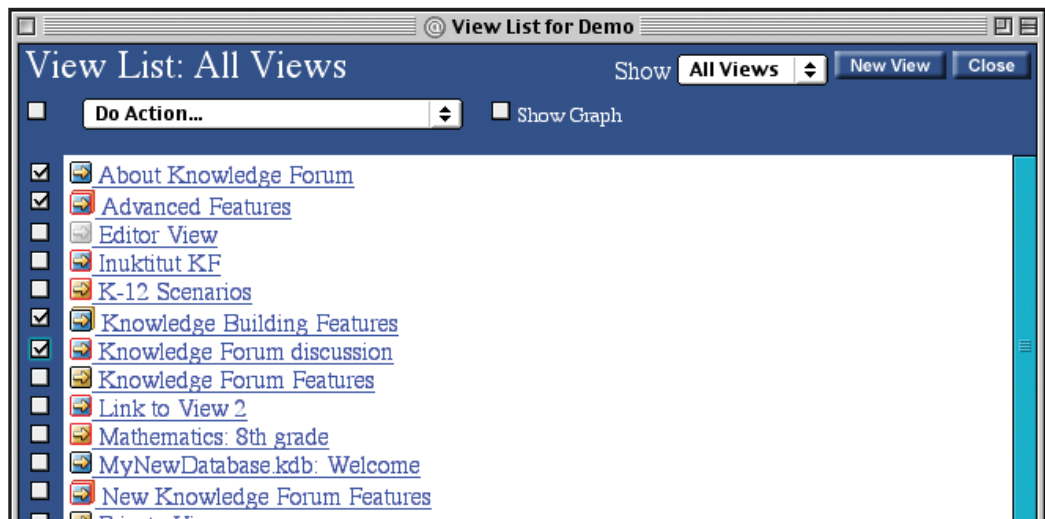 View List for Demo
View List: All Views
Show All Views New View Close
Do Action... Show Graph
About Knowledge Forum
Advanced Features
Editor View
Inuktitut KF
K-12 Scenarios
Knowledge Building Features
Knowledge Forum discussion
Knowledge Forum Features
Link to View 2
Mathematics: 8th grade
MyNewDatabase.kdb: Welcome
New Knowledge Forum Features